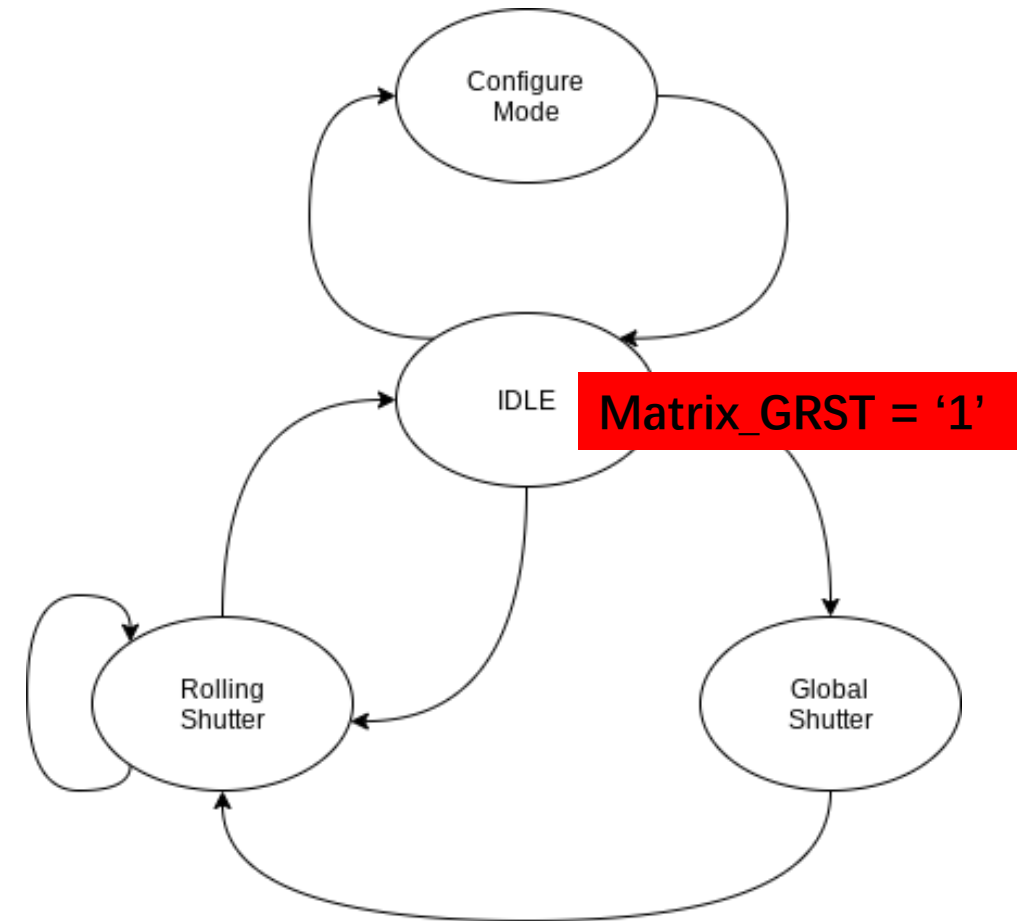 Configure
Mode
IDLE
Matrix_GRST = ‘1’
Rolling
Shutter
Global
Shutter